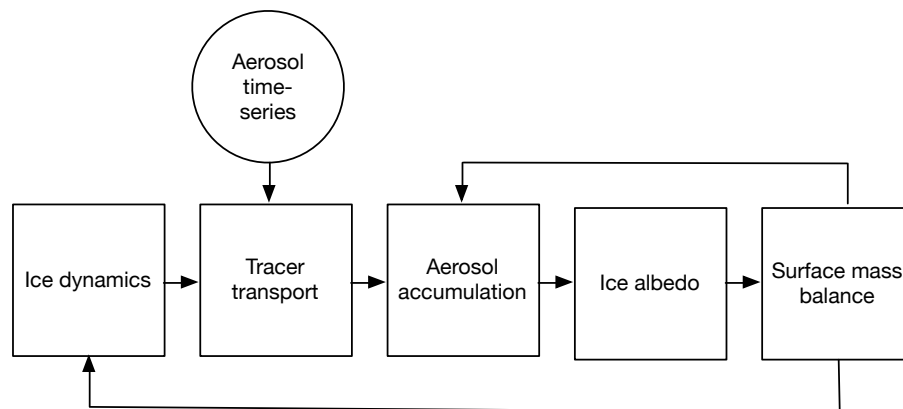 Aerosol
time-
series
Ice dynamics
Tracer
transport
Aerosol
accumulation
Ice albedo
Surface mass
balance